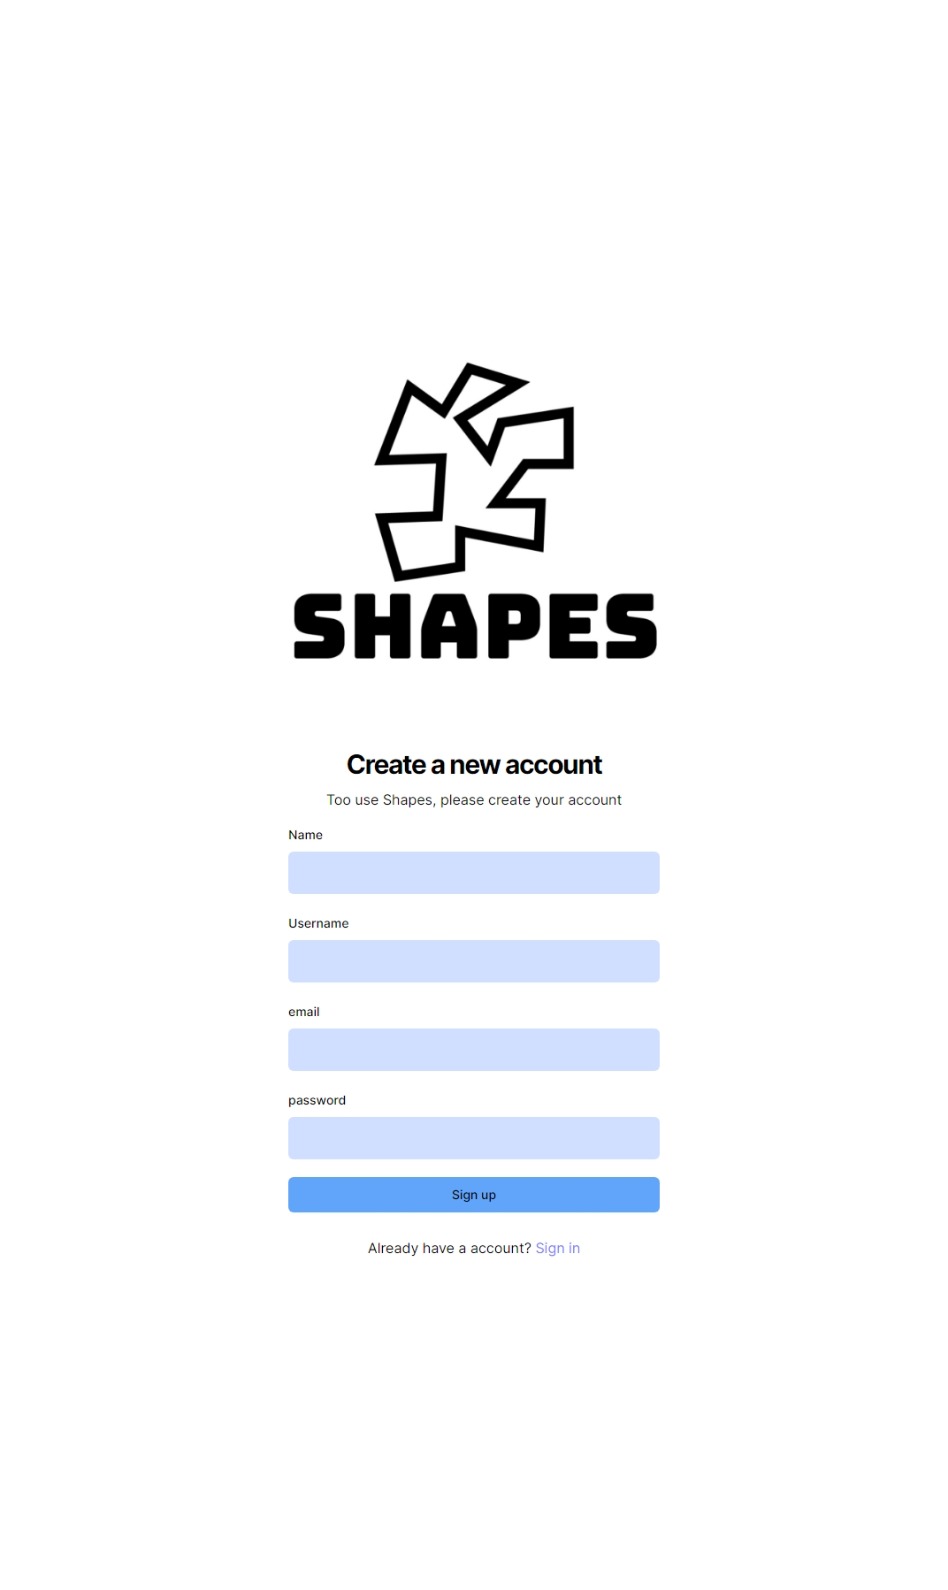 SHAPES
Create a new account
Too use Shapes, please create your account
Name
Username
email
password
Sign up
Already have a account? Sign in